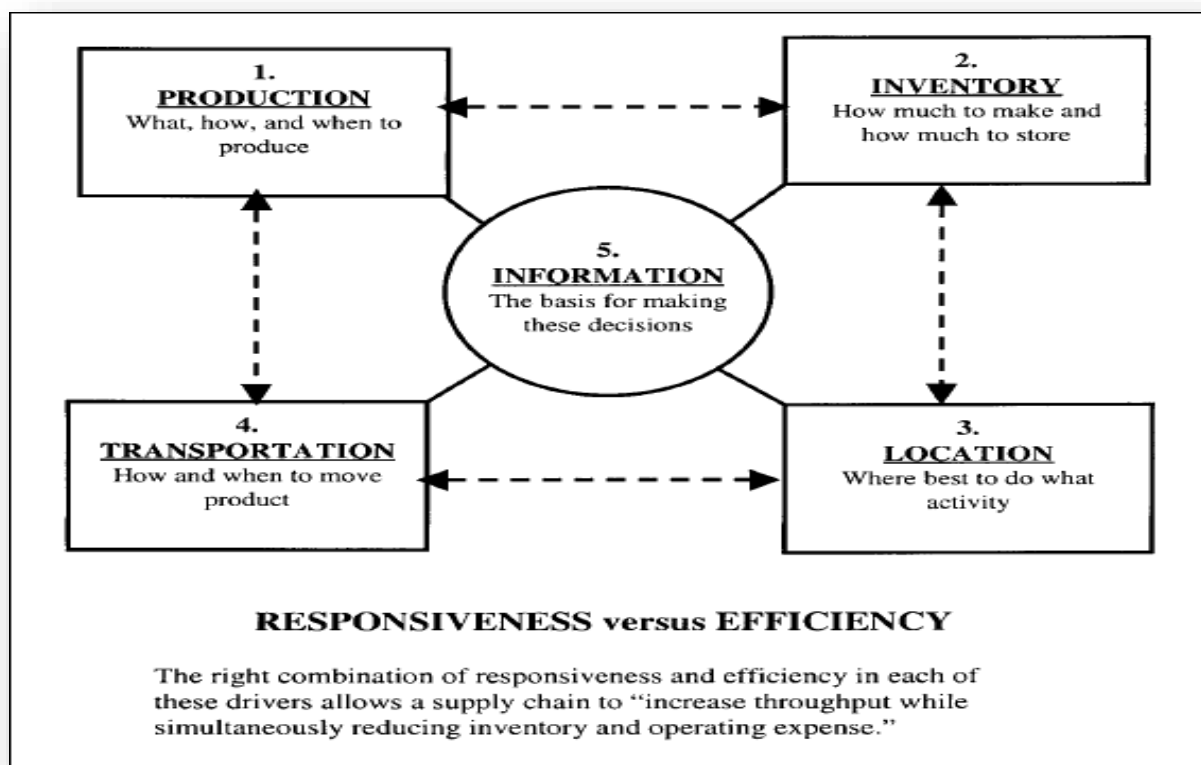 1.
PRODUCTION
What, how, and when to
produce
2.
INVENTORY
How much to make and
how much to store
5.
INFORMATION
The basis for making
these decisions
4.
TRANSPORTATION
How and when to move
product
3.
LOCATION
Where best to do what
activity
RESPONSIVENESS versus EFFICIENCY
The right combination of responsiveness and efficiency in each of
these drivers allows a supply chain to “increase throughput while
simultaneously reducing inventory and operating expense.”